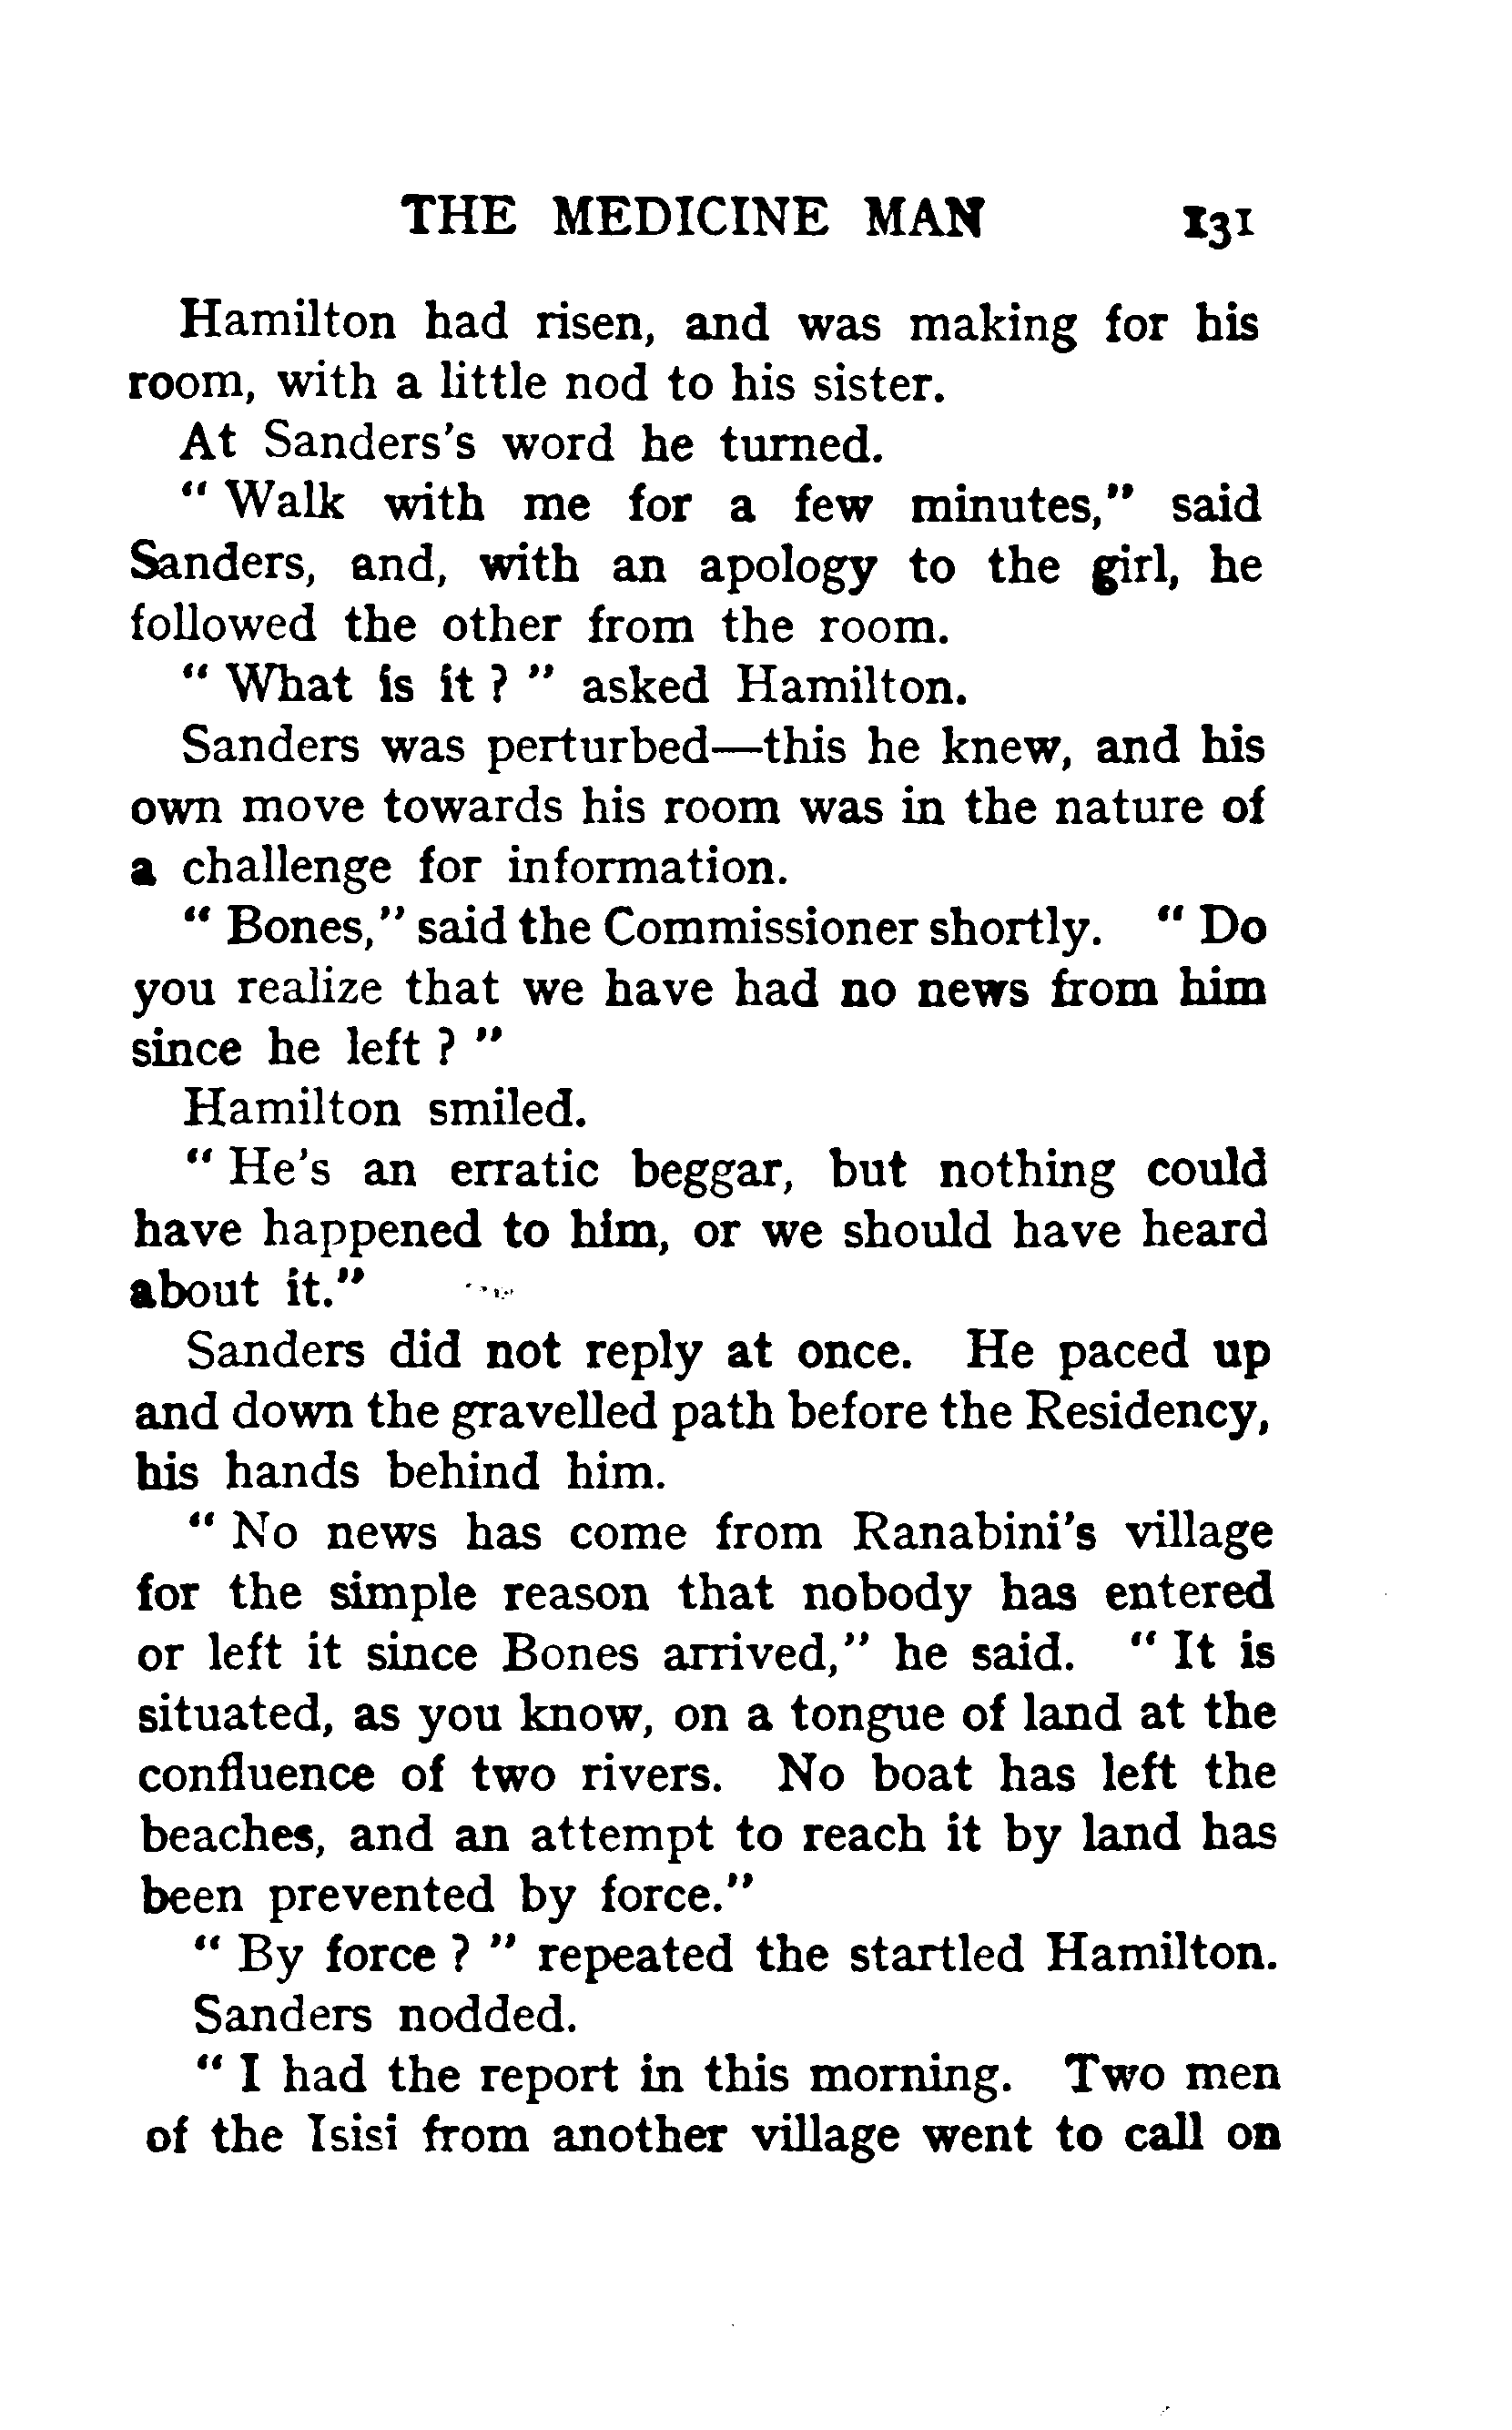 THE MEDICINE MAN 131
Hamilton had risen, and was making for his
room, with a little nod to his sister.
At Sanders's word he turned.
" Walk with me for a few minutes," said
Sanders, and, with an apology to the girl, he
followed the other from the room.
" What is it ? " asked Hamilton.
Sanders was perturbed—this he knew, and his
own move towards his room was in the nature of
a challenge for information.
" Bones," said the Commissioner shortly. " Do
you realize that we have had no news from him
since he left ? "
Hamilton smiled.
" He's an erratic beggar, but nothing could
have happened to him, or we should have heard
about it."
Sanders did not reply at once. He paced up
and down the gravelled path before the Residency,
his hands behind him.
" No news has come from Ranabini's village
for the simple reason that nobody has entered
or left it since Bones arrived," he said. " It is
situated, as you know, on a tongue of land at the
confluence of two rivers. No boat has left the
beaches, and an attempt to reach it by land has
been prevented by force."
" By force ? " repeated the startled Hamilton.
Sanders nodded.
" I had the report in this morning. Two men
of the Isisi from another village went to call on